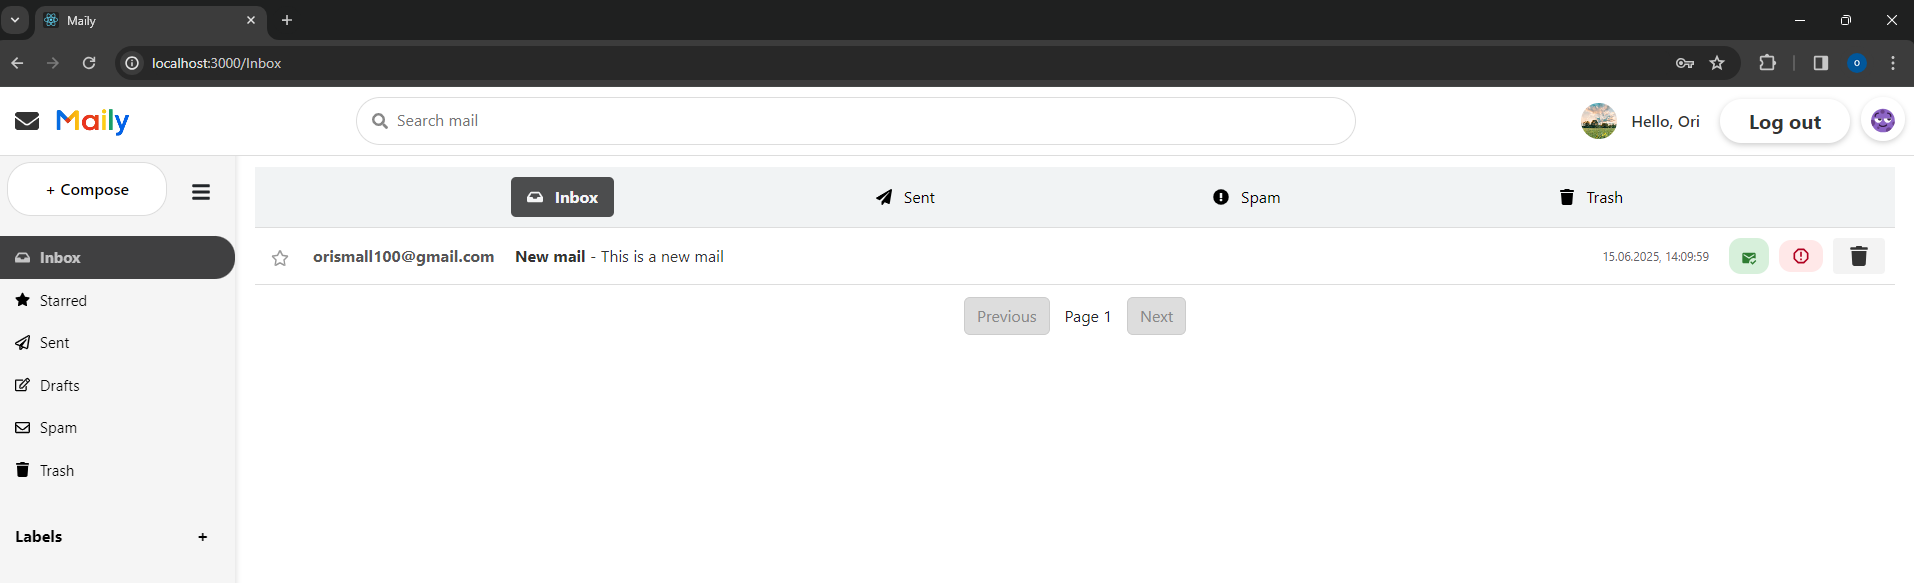 Maily
localhost:3000/Inbox
Maily
Search mail
Hello, Ori
Log out
+ Compose
Inbox
Sent
Spam
Trash
Inbox
Starred
Sent
Drafts
Spam
Trash
Labels +
orismall100@gmail.com New mail - This is a new mail 15.06.2025, 14:09:59
Previous Page 1 Next